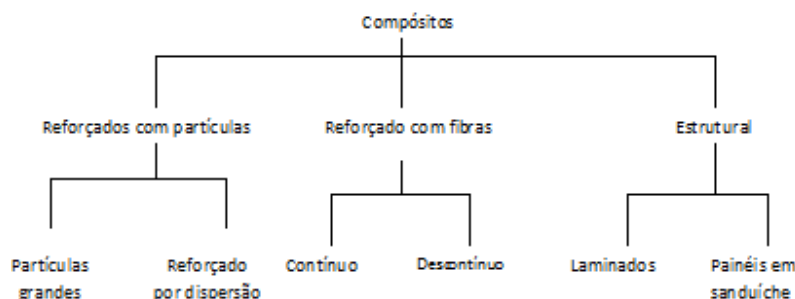 Compósitos
Reforçados com partículas
Reforçado com fibras
Estrutural
Partículas
grandes
Reforçado
por dispersão
Contínuo
Descontínuo
Laminados
Painéis em
sanduíche